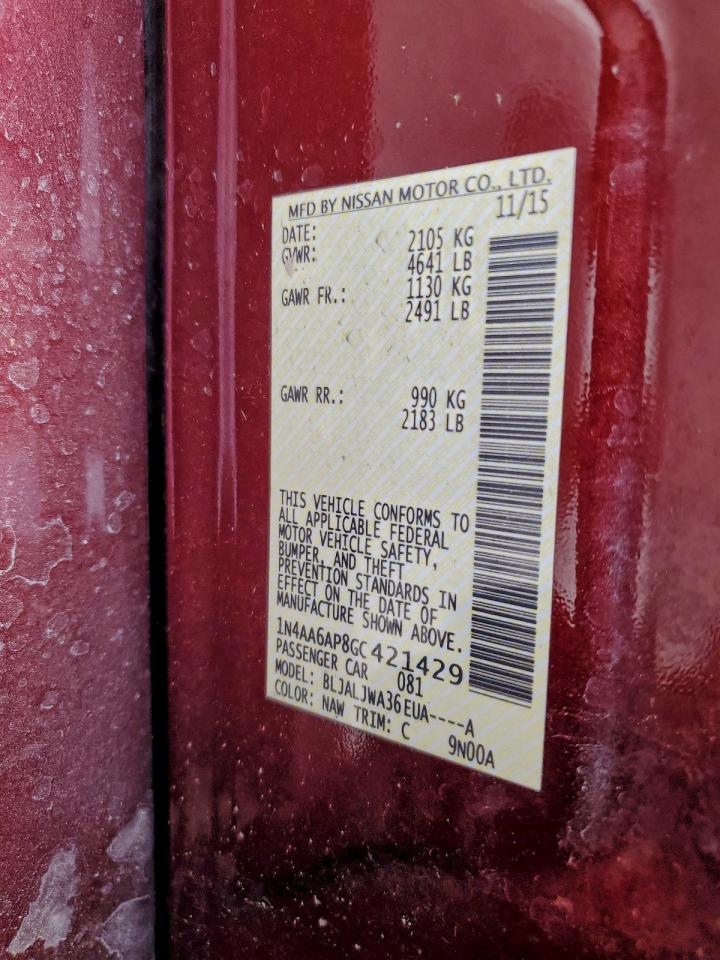 MFD BY NISSAN MOTOR CO., LTD.
DATE: 11/15
GVWR: 2105 KG
4641 LB
GAWR FR.: 1130 KG
2491 LB
GAWR RR.: 990 KG
2183 LB
THIS VEHICLE CONFORMS TO
ALL APPLICABLE FEDERAL
MOTOR VEHICLE SAFETY,
BUMPER, AND THEFT
PREVENTION STANDARDS IN
EFFECT ON THE DATE OF
MANUFACTURE SHOWN ABOVE.
1N4AA6AP8GC421429
PASSENGER CAR 081
MODEL: BLJALJWA36EUA----A
COLOR: NAW TRIM: C 9N00A